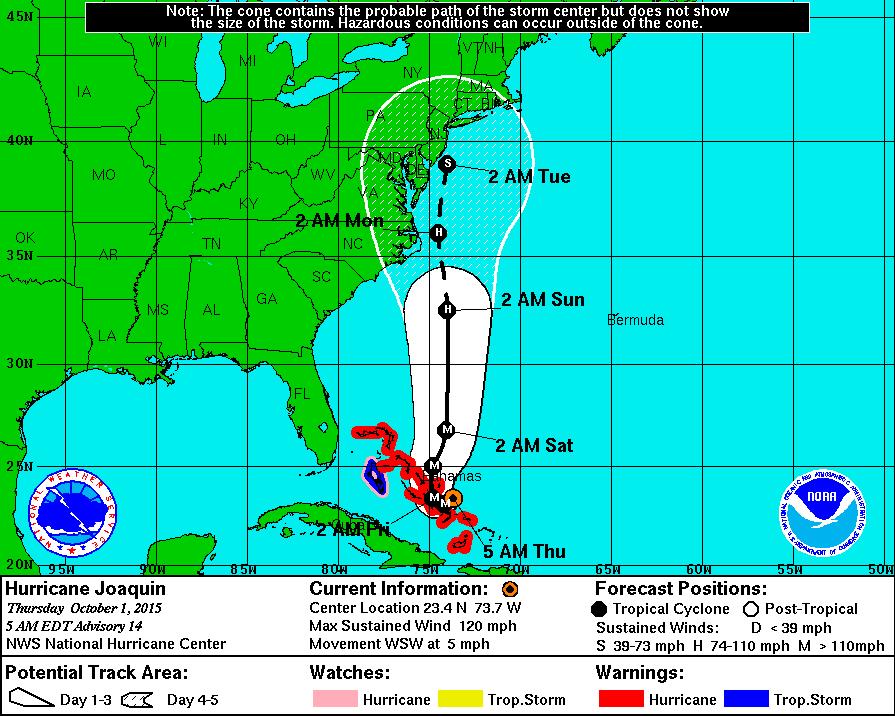 Note: The cone contains the probable path of the storm center but does not show
the size of the storm. Hazardous conditions can occur outside of the cone.
45N
WI
VT
NH
MI
NY
MA
IA
CT
RI
PA
40N
IL
IN
OH
NJ
MD
DE
2 AM Tue
MO
WV
VA
KY
2 AM Mon
OK
TN
NC
35N
AR
SC
2 AM Sun
MS
AL
GA
Bermuda
LA
30N
FL
2 AM Sat
25N
Bahamas
NATIONAL WEATHER SERVICE
NOAA
2 AM Fri
Cuba
5 AM Thu
20N
95W 90W 85W 80W 75W 70W 65W 60W 55W 50W
S
H
H
M
M
M
M
Hurricane Joaquin
Thursday October 1, 2015
5 AM EDT Advisory 14
NWS National Hurricane Center
Current Information:
Center Location 23.4 N 73.7 W
Max Sustained Wind 120 mph
Movement WSW at 5 mph
Forecast Positions:
Tropical Cyclone Post-Tropical
Sustained Winds: D < 39 mph
S 39-73 mph H 74-110 mph M > 110mph
Potential Track Area:
Day 1-3 Day 4-5
Watches:
Hurricane Trop.Storm
Warnings:
Hurricane Trop.Storm